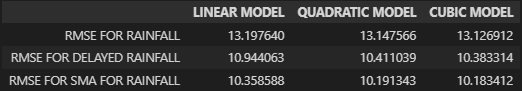 LINEAR MODEL QUADRATIC MODEL CUBIC MODEL
RMSE FOR RAINFALL 13.197640 13.147566 13.126912
RMSE FOR DELAYED RAINFALL 10.944063 10.411039 10.383314
RMSE FOR SMA FOR RAINFALL 10.358588 10.191343 10.183412